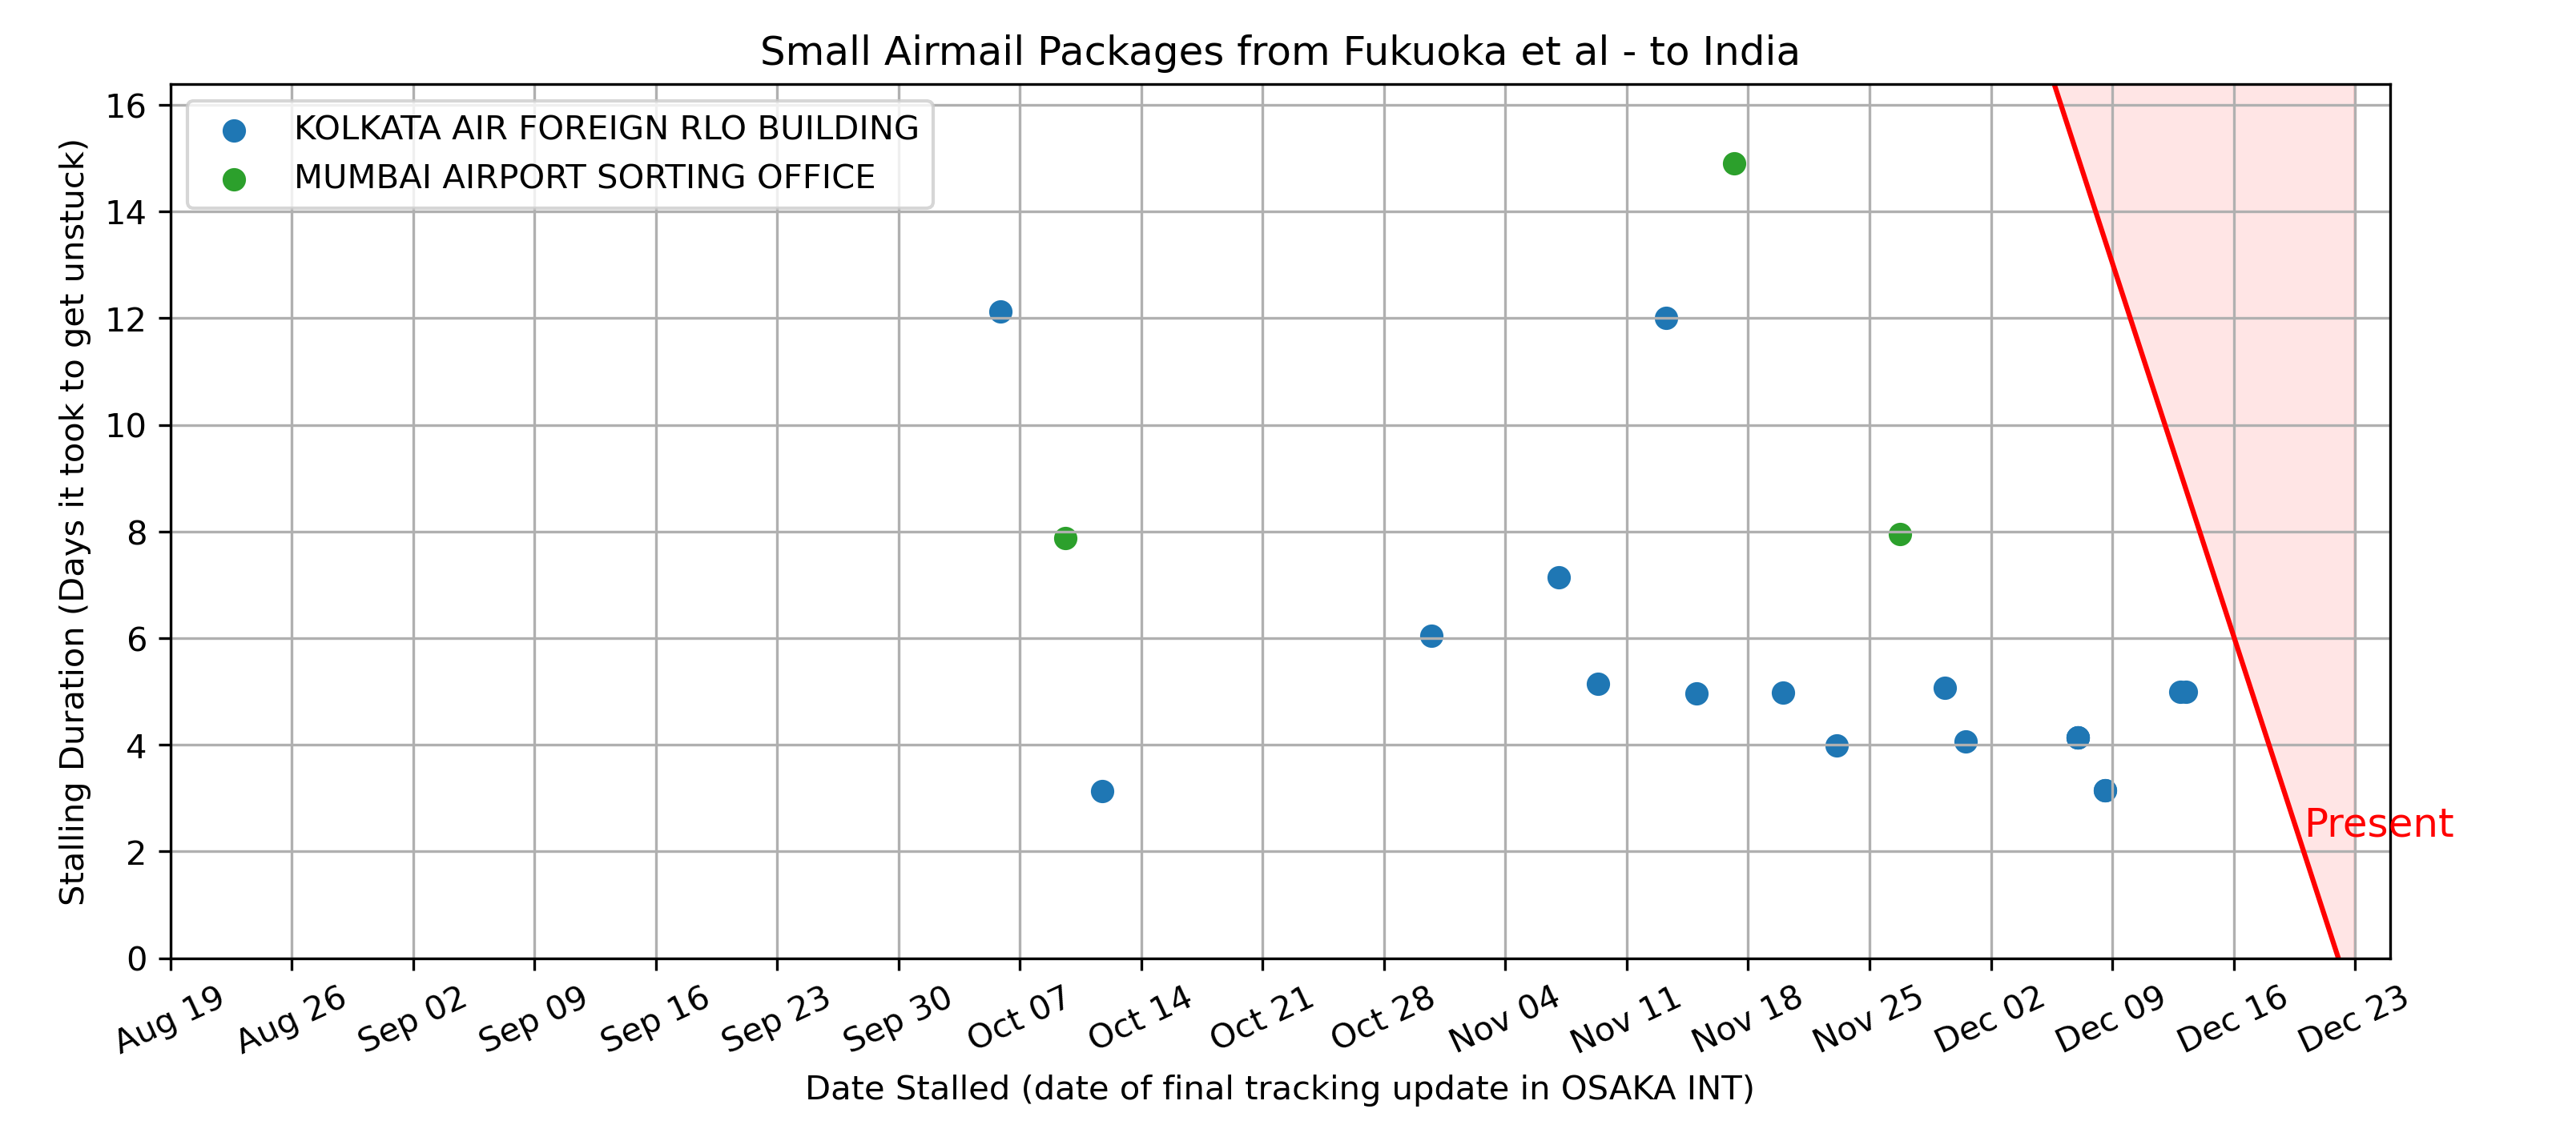 Small Airmail Packages from Fukuoka et al - to India
KOLKATA AIR FOREIGN RLO BUILDING
MUMBAI AIRPORT SORTING OFFICE
Stalling Duration (Days it took to get unstuck)
16
14
12
10
8
6
4
2
0
Present
Aug 19
Aug 26
Sep 02
Sep 09
Sep 16
Sep 23
Sep 30
Oct 07
Oct 14
Oct 21
Oct 28
Nov 04
Nov 11
Nov 18
Nov 25
Dec 02
Dec 09
Dec 16
Dec 23
Date Stalled (date of final tracking update in OSAKA INT)